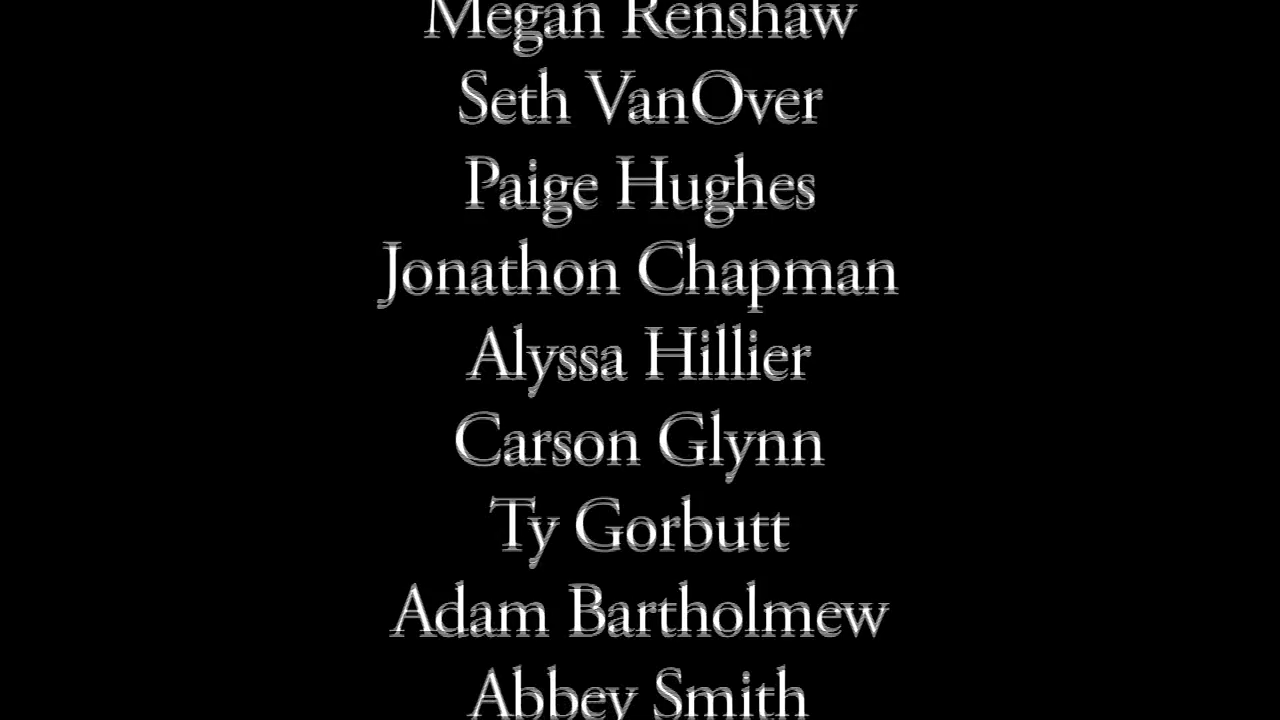 Megan Renshaw
Seth VanOver
Paige Hughes
Jonathon Chapman
Alyssa Hillier
Carson Glynn
Ty Gorbutt
Adam Bartholmew
Abbey Smith